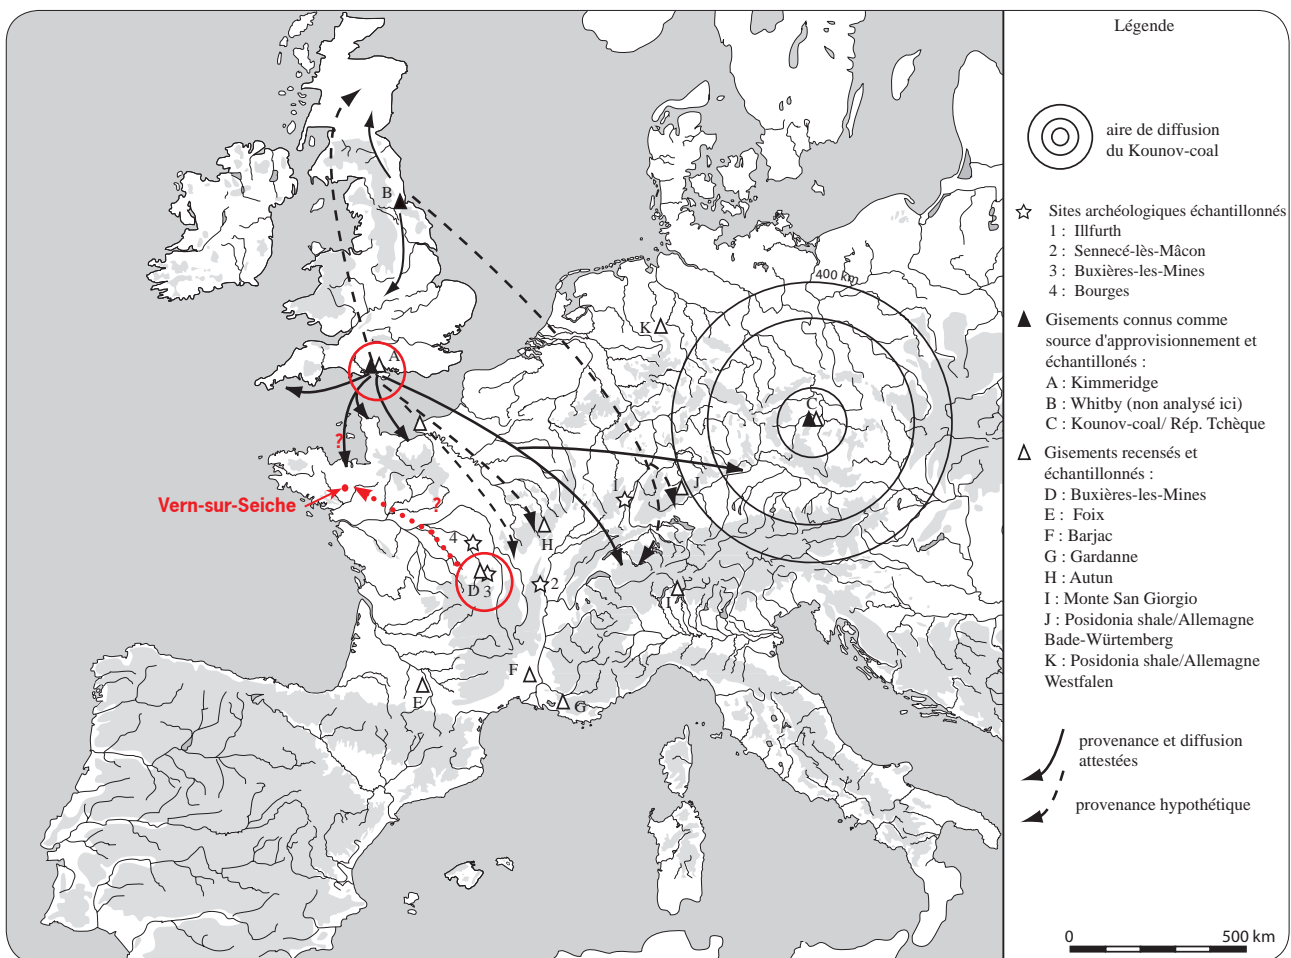 Légende
aire de diffusion
du Kounov-coal
Sites archéologiques échantillonnés
1 : Illfurth
2 : Sennecé-lès-Mâcon
3 : Buxières-les-Mines
4 : Bourges
Gisements connus comme
source d'approvisionnement et
échantillonés :
A : Kimmeridge
B : Whitby (non analysé ici)
C : Kounov-coal/ Rép. Tchèque
Gisements recensés et
échantillonnés :
D : Buxières-les-Mines
E : Foix
F : Barjac
G : Gardanne
H : Autun
I : Monte San Giorgio
J : Posidonia shale/Allemagne
Bade-Würtemberg
K : Posidonia shale/Allemagne
Westfalen
provenance et diffusion
attestées
provenance hypothétique
0 500 km
B
400 km
K
A
C
?
1
J
Vern-sur-Seiche
?
4
H
D 3
2
I
F
E
G